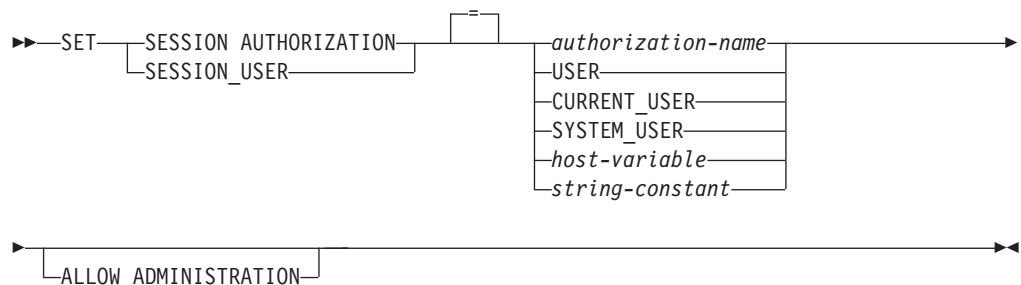 =
SET SESSION AUTHORIZATION authorization-name
SESSION_USER USER
CURRENT_USER
SYSTEM_USER
host-variable
string-constant
ALLOW ADMINISTRATION